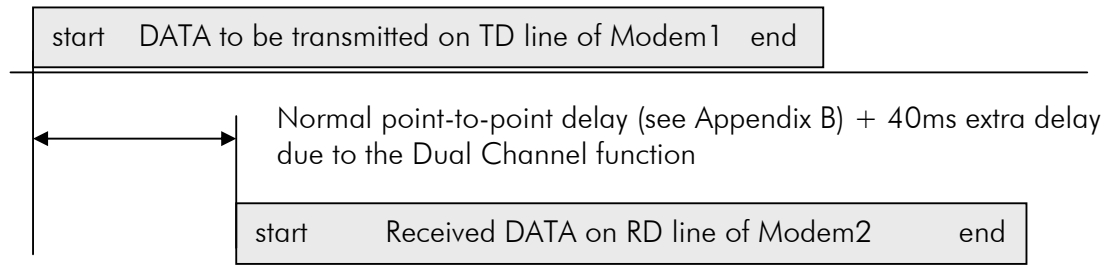 start DATA to be transmitted on TD line of Modem1 end
Normal point-to-point delay (see Appendix B) + 40ms extra delay
due to the Dual Channel function
start Received DATA on RD line of Modem2 end